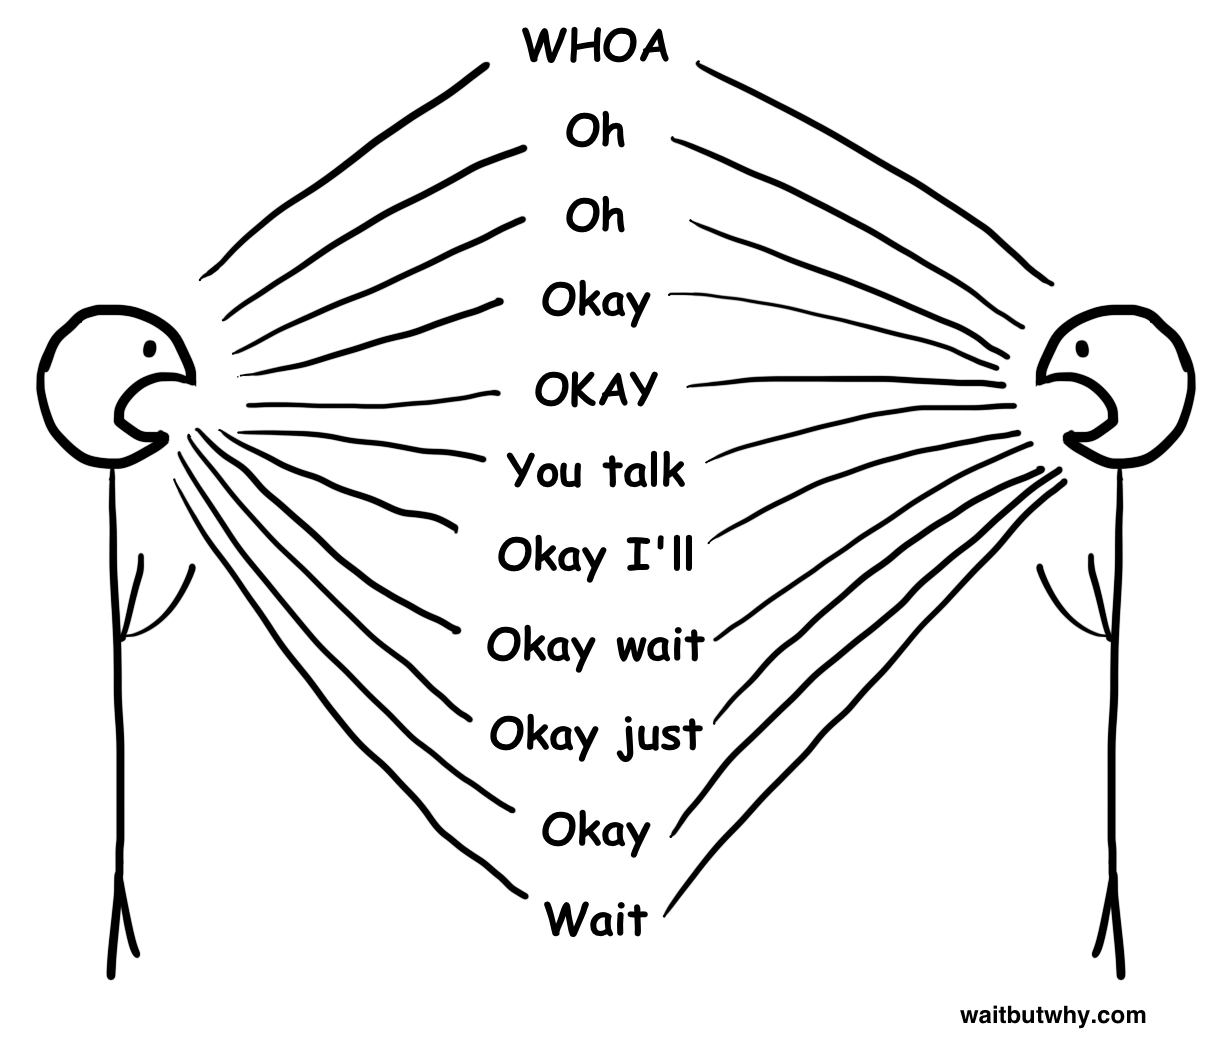 WHOA
Oh
Oh
Okay
OKAY
You talk
Okay I'll
Okay wait
Okay just
Okay
Wait
waitbutwhy.com